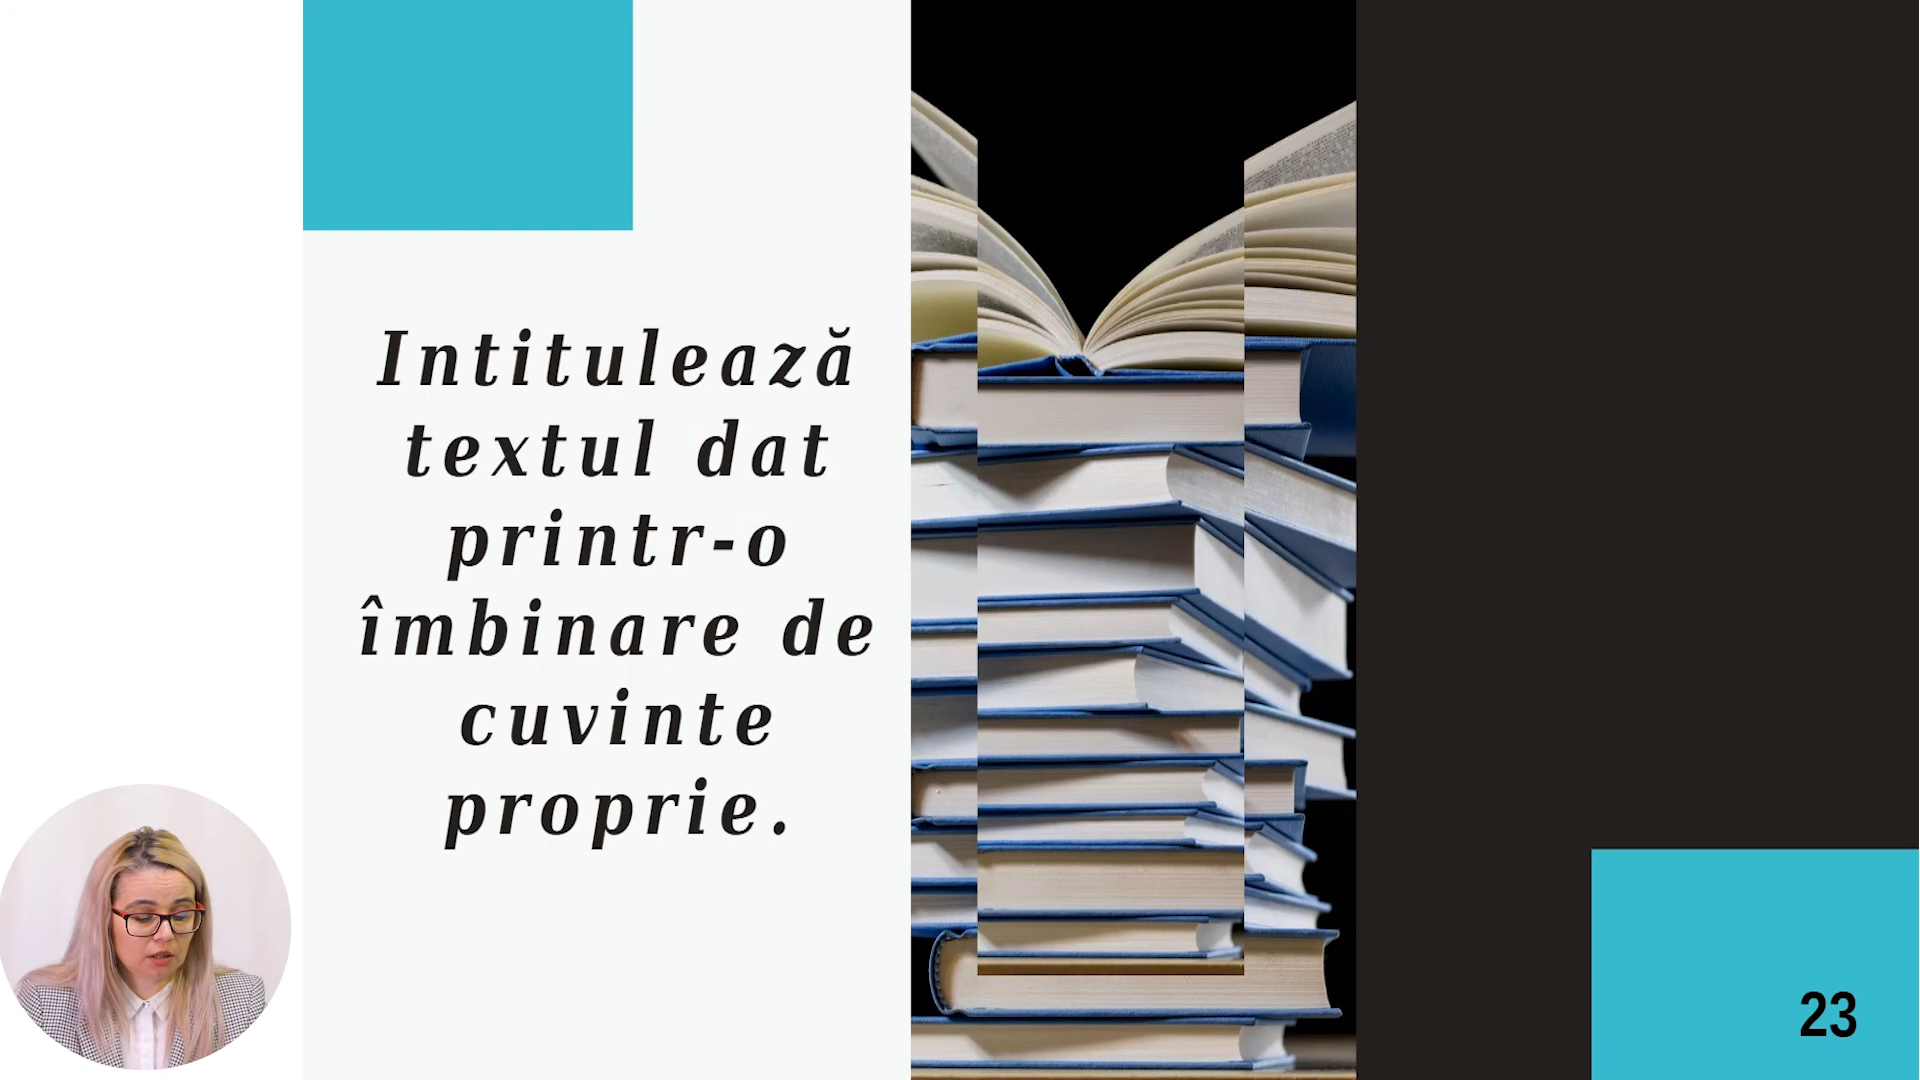 Intitulează
textul dat
printr-o
îmbinare de
cuvinte
proprie.
23